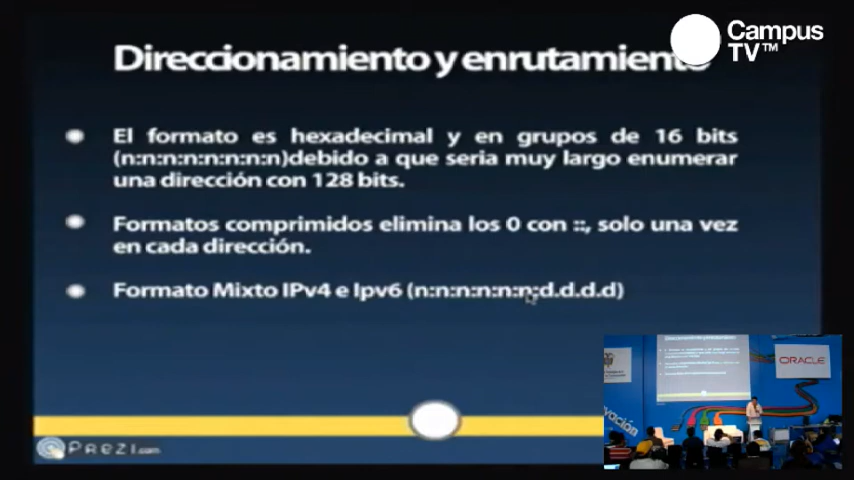 Campus
TV™
Direccionamiento y enrutamiento
El formato es hexadecimal y en grupos de 16 bits
(n:n:n:n:n:n:n:n)debido a que seria muy largo enumerar
una dirección con 128 bits.
Formatos comprimidos elimina los 0 con ::, solo una vez
en cada dirección.
Formato Mixto IPv4 e Ipv6 (n:n:n:n:n:n:d.d.d.d)
Prezi.com
ORACLE